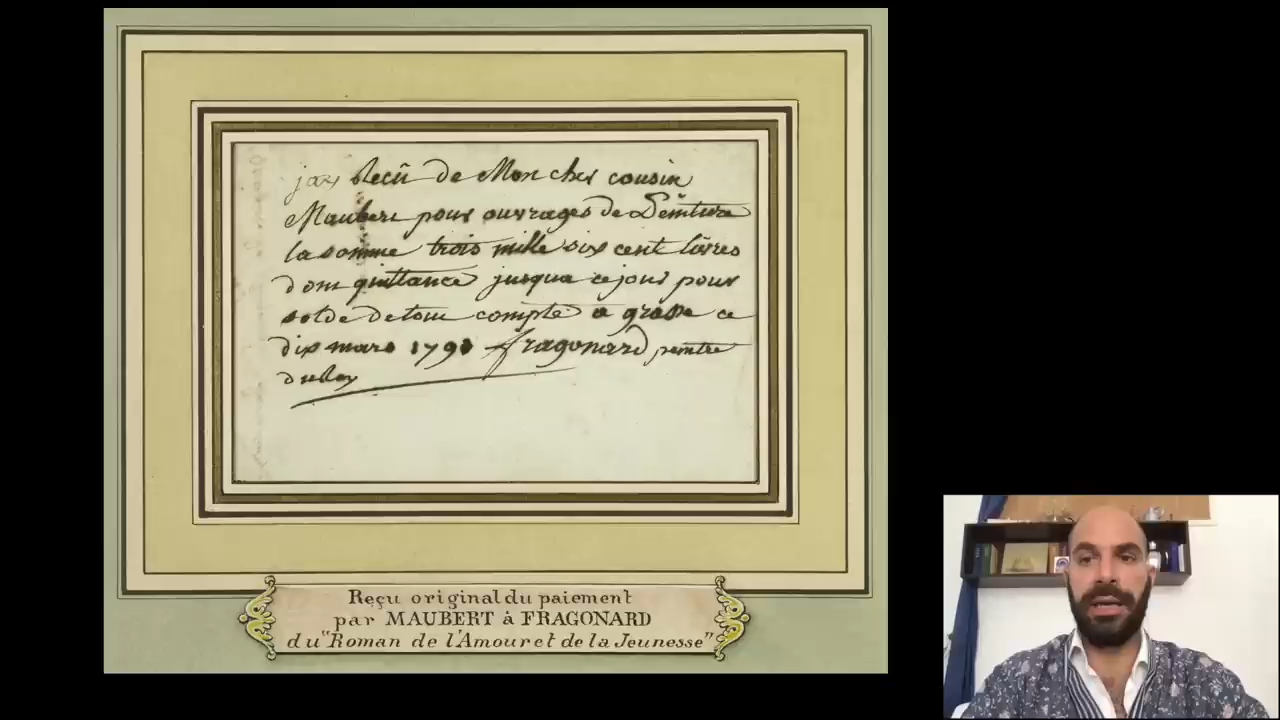 jay Recû de Mon cher cousin
Maubert pour ouvrages de Peinture
la somme trois mille six cent livres
dont quittance jusqua ce jour pour
solde de tout compte a grasse ce
dix mars 179 fragonard peintre
du Roy
Reçu original du paiement
par MAUBERT à FRAGONARD
du "Roman de l'Amour et de la Jeunesse"